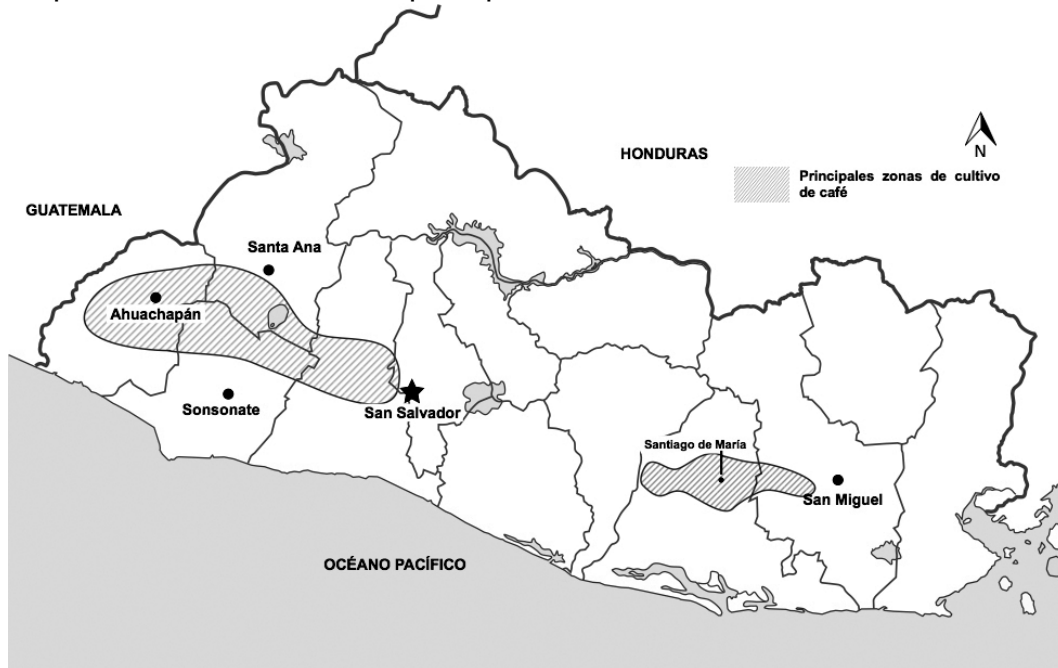 HONDURAS
N
Principales zonas de cultivo
de café
GUATEMALA
Santa Ana
Ahuachapán
Sonsonate
San Salvador
Santiago de María
San Miguel
OCÉANO PACÍFICO